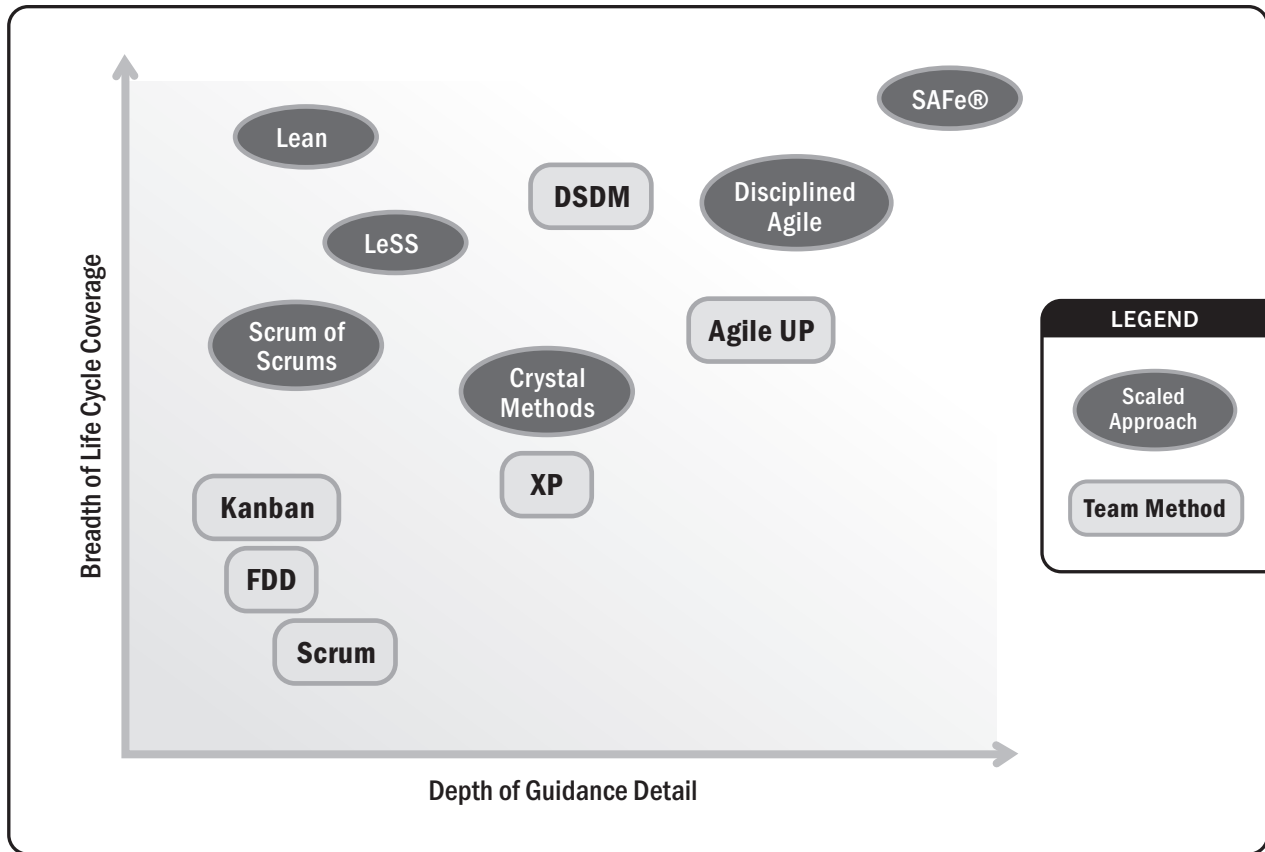 SAFe®
Lean
DSDM
Disciplined
Agile
LeSS
Breadth of Life Cycle Coverage
Scrum of
Scrums
Agile UP
Crystal
Methods
XP
Kanban
FDD
Scrum
Depth of Guidance Detail
LEGEND
Scaled
Approach
Team Method